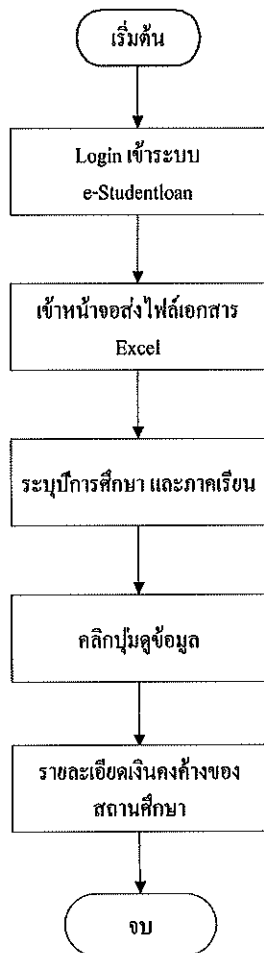 เริ่มต้น
Login เข้าระบบ
e-Studentloan
เข้าหน้าจอส่งไฟล์เอกสาร
Excel
ระบุปีการศึกษา และภาคเรียน
คลิกปุ่มดูข้อมูล
รายละเอียดเงินคงค้างของ
สถานศึกษา
จบ